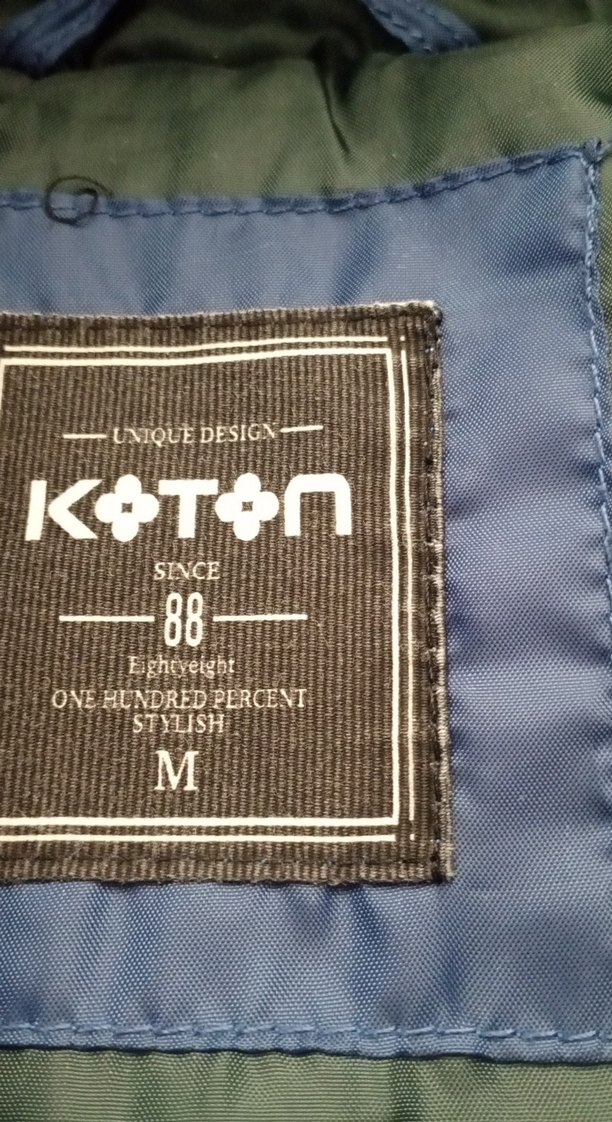 UNIQUE DESIGN
KOTON
SINCE
88
Eightyeight
ONE HUNDRED PERCENT
STYLISH
M